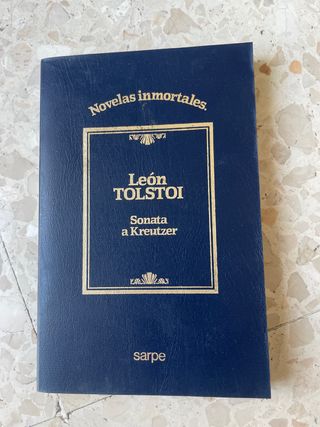 Novelas inmortales.
León
TOLSTOI
Sonata
a Kreutzer
sarpe